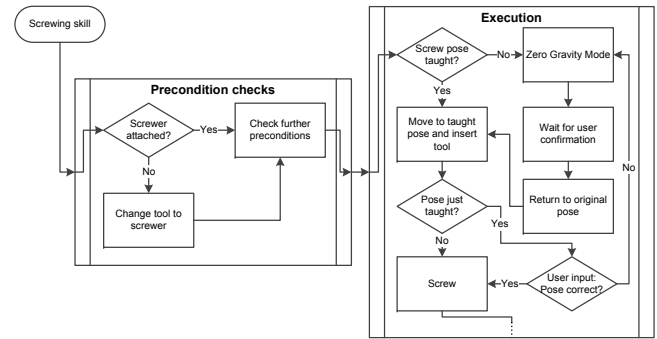 Screwing skill
Precondition checks
Screwer
attached?
Yes
Check further
preconditions
No
Change tool to
screwer
Execution
Screw pose
taught?
No
Zero Gravity Mode
Yes
Move to taught
pose and insert
tool
Wait for user
confirmation
No
Pose just
taught?
Return to original
pose
Yes
No
Screw
Yes
User input:
Pose correct?